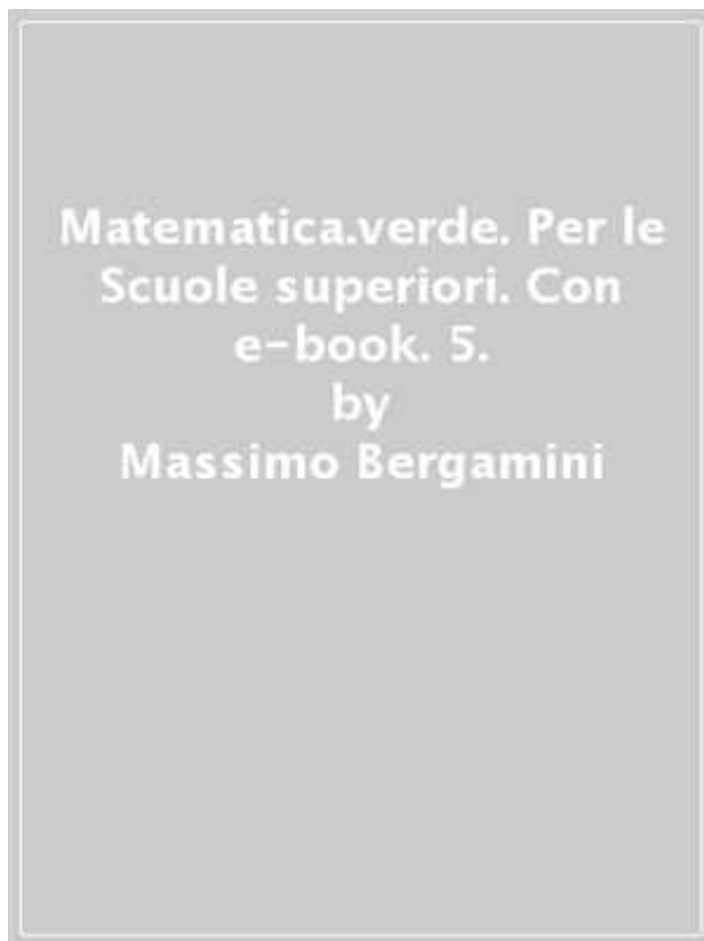 Matematica.verde. Per le
Scuole superiori. Con
e-book. 5.
by
Massimo Bergamini